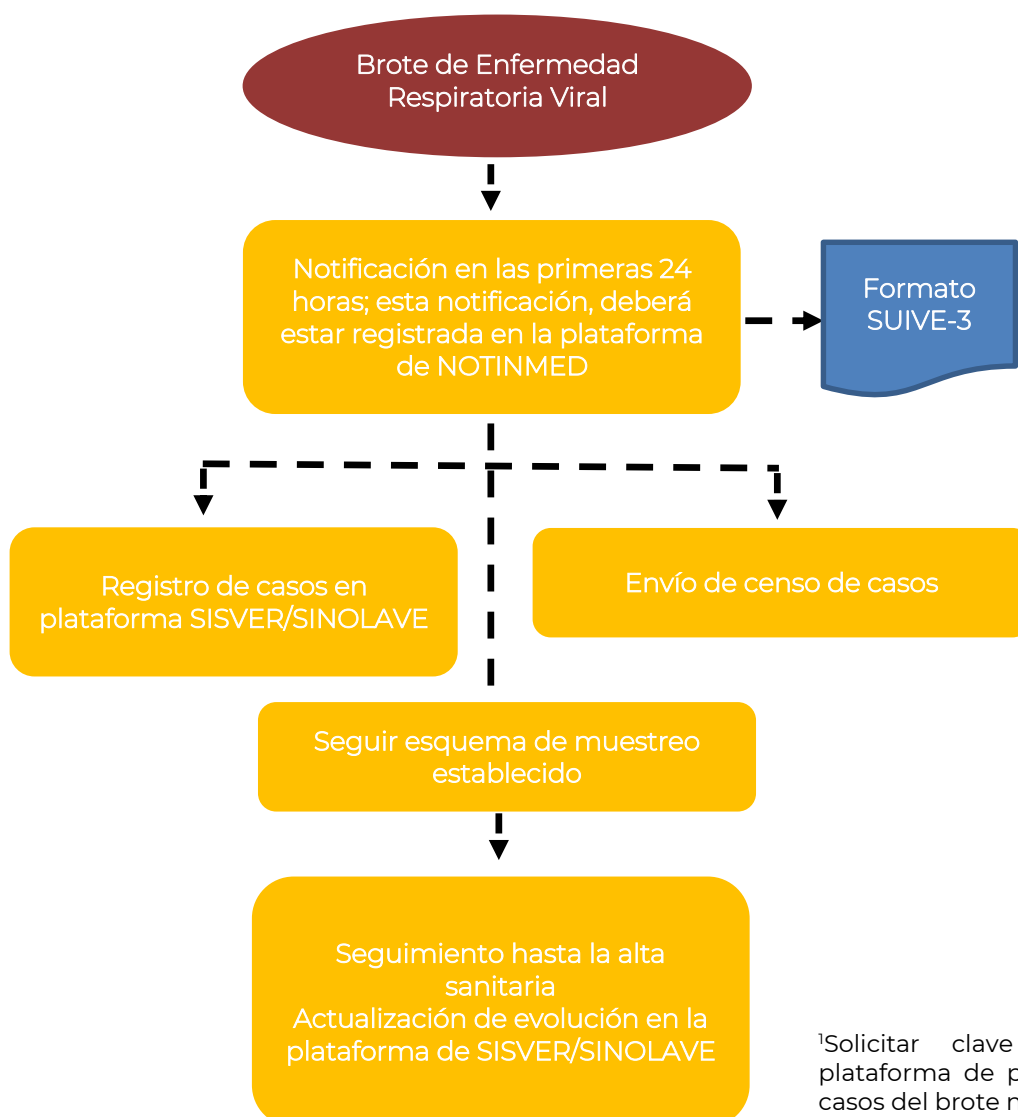 Brote de Enfermedad
Respiratoria Viral
Notificación en las primeras 24
horas; esta notificación, deberá
estar registrada en la plataforma
de NOTINMED
Formato
SUIVE-3
Registro de casos en
plataforma SISVER/SINOLAVE
Envío de censo de casos
Seguir esquema de muestreo
establecido
Seguimiento hasta la alta
sanitaria
Actualización de evolución en la
plataforma de SISVER/SINOLAVE
¹Solicitar clave
plataforma de
casos del brote